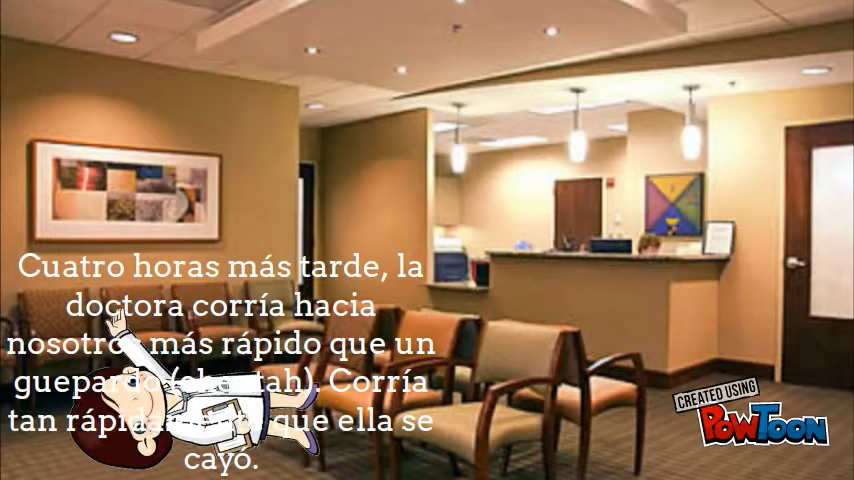 Cuatro horas más tarde, la
doctora corría hacia
nosotros más rápido que un
guepardo (cheetah). Corría
tan rápidamente que ella se
cayó.
CREATED USING
POWTOON